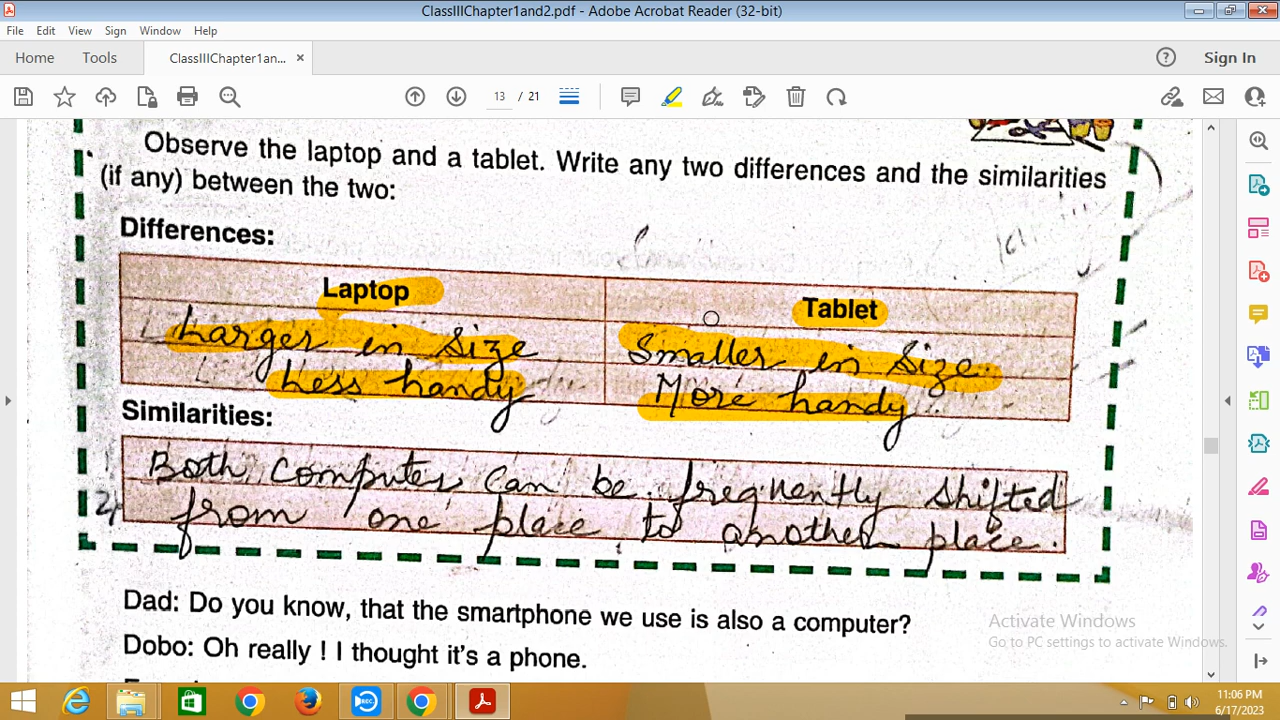 ClassIIIChapter1and2.pdf - Adobe Acrobat Reader (32-bit)
File Edit View Sign Window Help
Home Tools ClassIIIChapter1an... × Sign In
13 / 21
Observe the laptop and a tablet. Write any two differences and the similarities
(if any) between the two:
Differences:
Laptop Tablet
Larger in Size Smaller in Size.
Less handy More handy.
Similarities:
Both computer can be frequently shifted
from one place to another place.
Dad: Do you know, that the smartphone we use is also a computer?
Dobo: Oh really ! I thought it's a phone.
Activate Windows
Go to PC settings to activate Windows.
REC
11:06 PM
6/17/2023